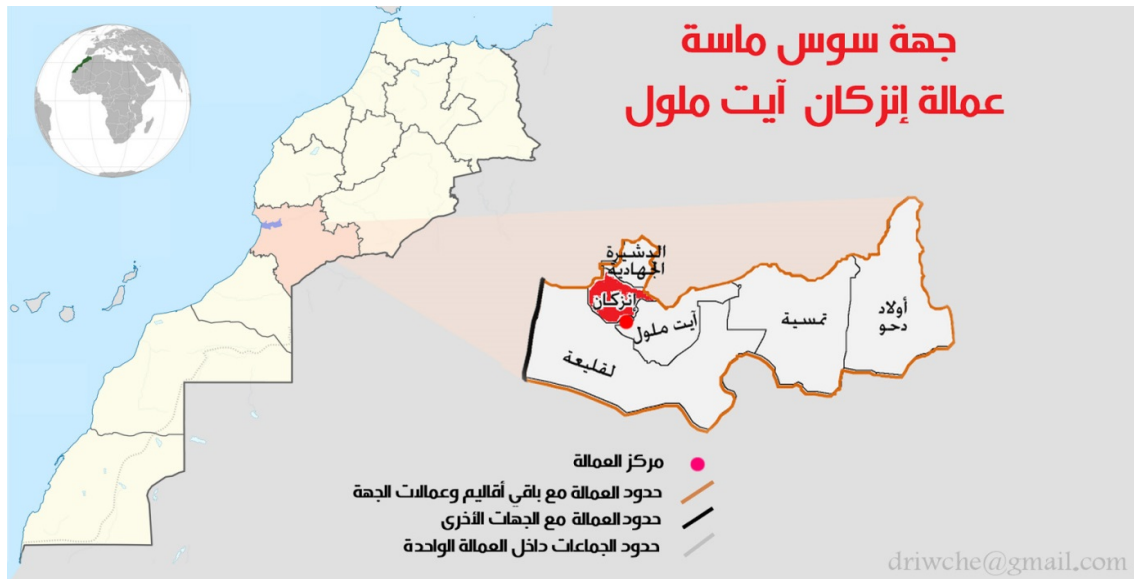 جهة سوس ماسة
عمالة إنزكان آيت ملول
الدشيرة
الجهادية
إنزكان
آيت ملول
لقليعة
تمسية
أولاد
دحو
مركز العمالة
حدود العمالة مع باقي أقاليم وعمالات الجهة
حدود العمالة مع الجهات الأخرى
حدود الجماعات داخل العمالة الواحدة
driwche@gmail.com